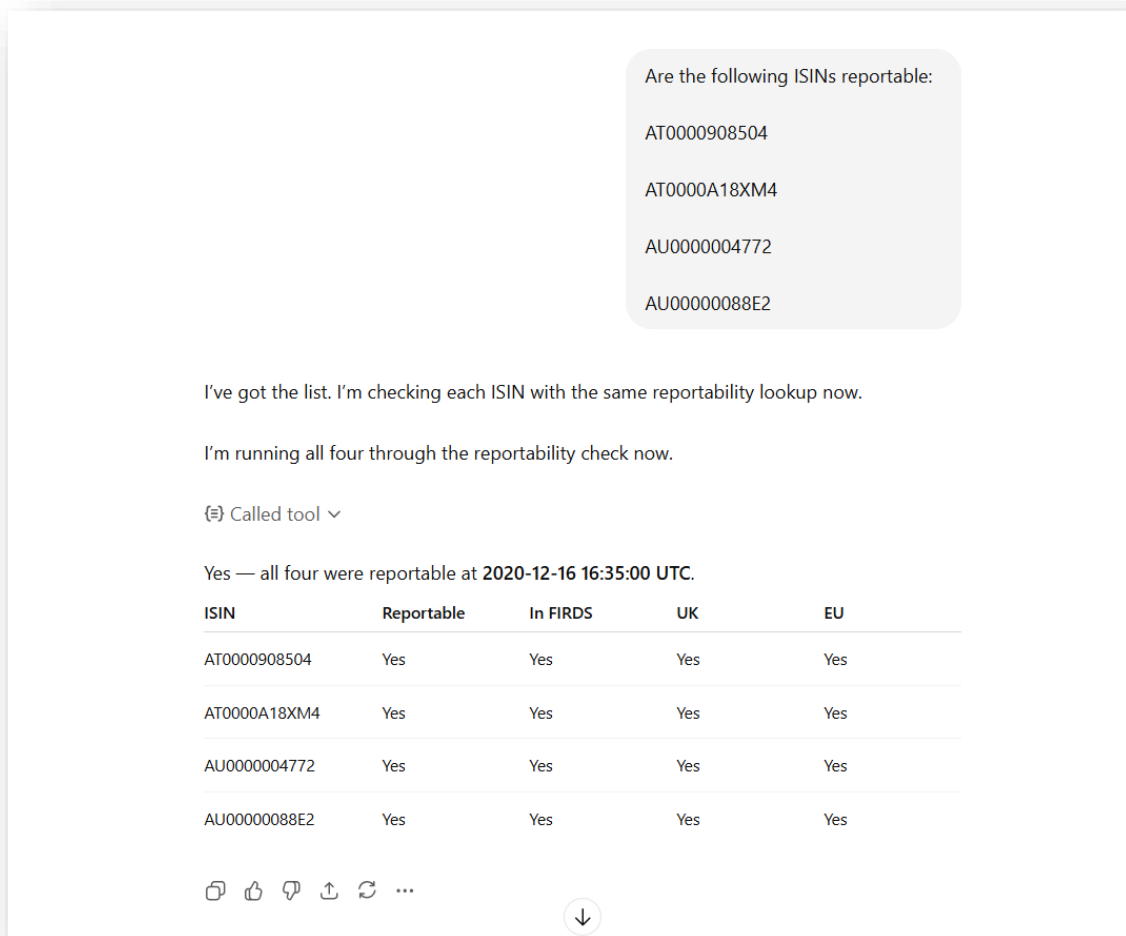 Are the following ISINs reportable:
AT0000908504
AT0000A18XM4
AU0000004772
AU00000088E2
I’ve got the list. I’m checking each ISIN with the same reportability lookup now.
I’m running all four through the reportability check now.
Called tool
Yes — all four were reportable at 2020-12-16 16:35:00 UTC.
ISIN Reportable In FIRDS UK EU
AT0000908504 Yes Yes Yes Yes
AT0000A18XM4 Yes Yes Yes Yes
AU0000004772 Yes Yes Yes Yes
AU00000088E2 Yes Yes Yes Yes